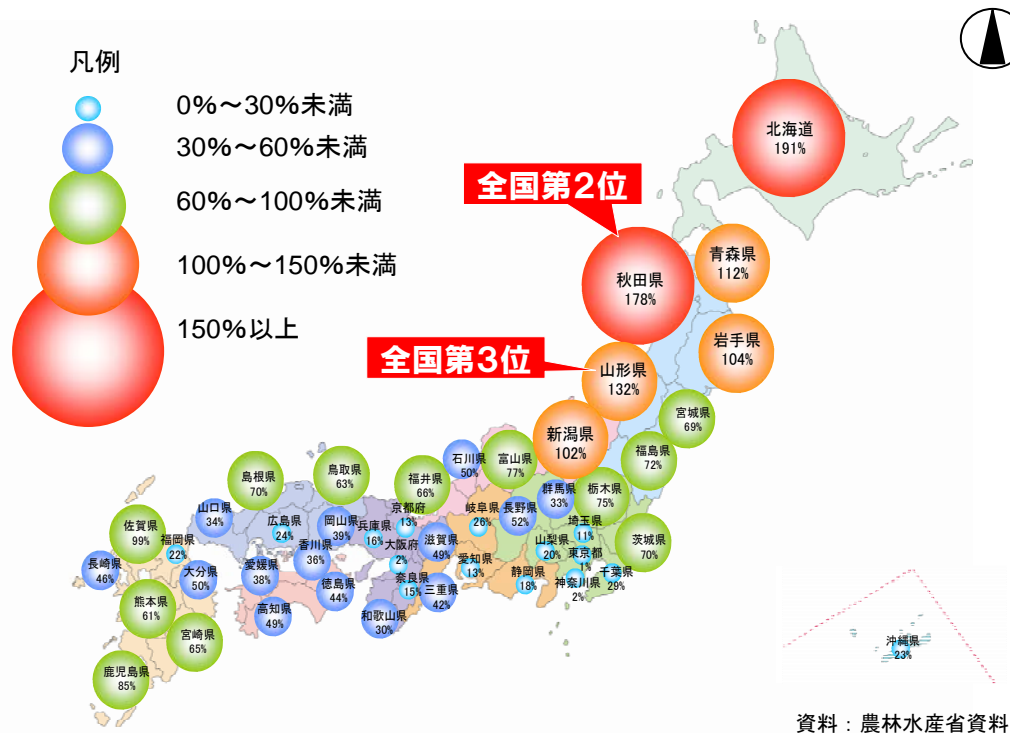 凡例
0%～30%未満
30%～60%未満
60%～100%未満
100%～150%未満
150%以上
北海道
191%
全国第2位
青森県
112%
秋田県
178%
岩手県
104%
全国第3位
山形県
132%
宮城県
69%
新潟県
102%
福島県
72%
石川県
50%
富山県
77%
鳥取県
63%
島根県
70%
福井県
66%
群馬県
33%
栃木県
75%
山口県
34%
広島県
24%
岡山県
39%
兵庫県
16%
京都府
13%
岐阜県
26%
長野県
52%
埼玉県
11%
茨城県
70%
佐賀県
99%
福岡県
22%
香川県
36%
大阪府
2%
滋賀県
49%
愛知県
13%
山梨県
20%
東京都
1%
長崎県
46%
大分県
50%
愛媛県
38%
徳島県
44%
奈良県
15%
三重県
42%
静岡県
18%
神奈川県
2%
千葉県
29%
熊本県
61%
高知県
49%
和歌山県
30%
宮崎県
65%
鹿児島県
85%
沖縄県
23%
資料：農林水産省資料